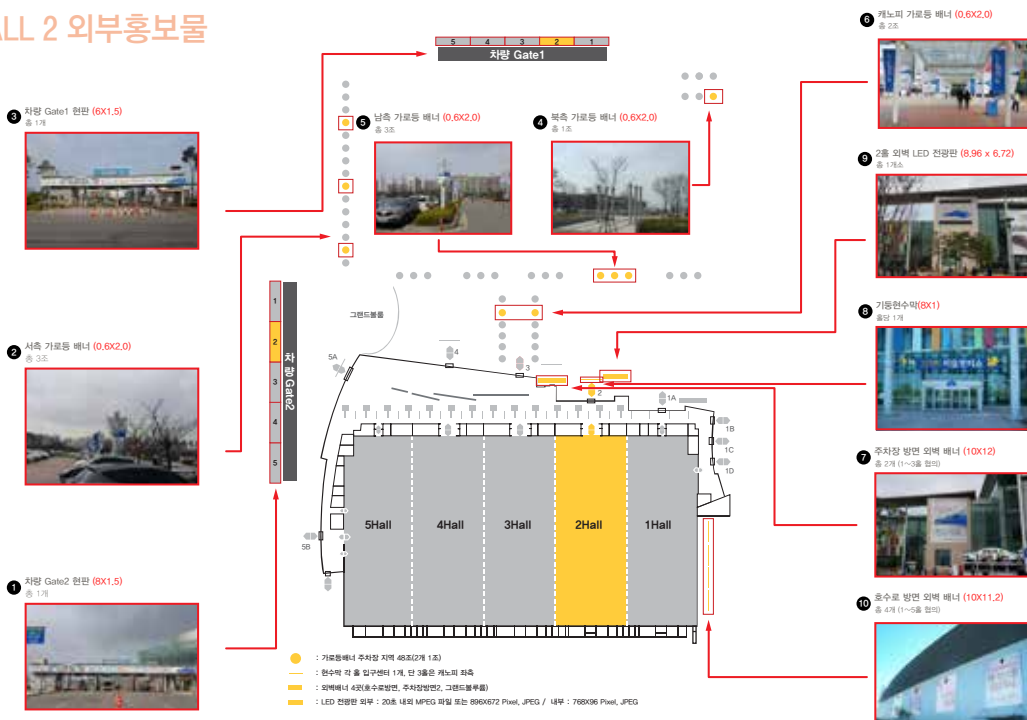 ALL 2 외부홍보물
5 4 3 2 1
차량 Gate1
6 캐노피 가로등 배너 (0.6X2.0)
총 2조
3 차량 Gate1 현판 (6X1.5)
총 1개
5 남측 가로등 배너 (0.6X2.0)
총 3조
4 북측 가로등 배너 (0.6X2.0)
총 1조
9 2홀 외벽 LED 전광판 (8.96 x 6.72)
총 1개소
2 서측 가로등 배너 (0.6X2.0)
총 3조
1
2
3
4
5
차량 Gate2
그랜드볼룸
8 기둥현수막(8X1)
홀당 1개
5A
4
3
2
1A
1B
1C
1D
5B
7 주차장 방면 외벽 배너 (10X12)
총 2개 (1~3홀 협의)
5Hall
4Hall
3Hall
2Hall
1Hall
1 차량 Gate2 현판 (8X1.5)
총 1개
10 호수로 방면 외벽 배너 (10X11.2)
총 4개 (1~5홀 협의)
: 가로등배너 주차장 지역 48조(2개 1조)
: 현수막 각 홀 입구센터 1개, 단 3홀은 캐노피 좌측
: 외벽배너 4곳(호수로방면, 주차장방면2, 그랜드볼루룸)
: LED 전광판 외부 : 20초 내외 MPEG 파일 또는 896X672 Pixel, JPEG / 내부 : 768X96 Pixel, JPEG